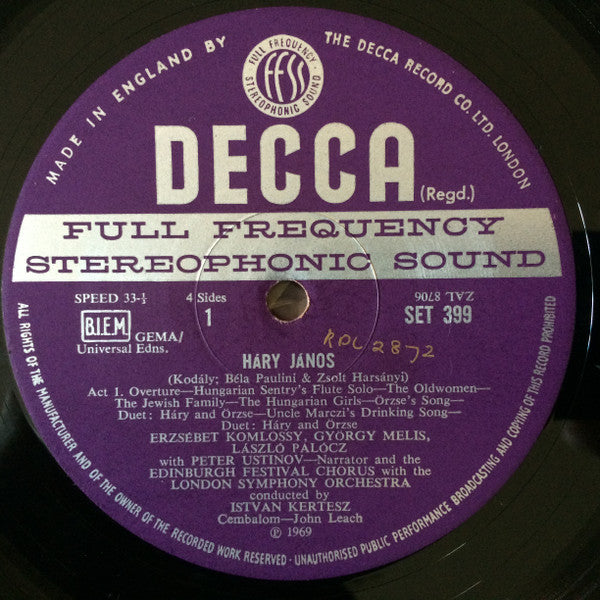 MADE IN ENGLAND BY
THE DECCA RECORD CO. LTD. LONDON
FULL FREQUENCY · STEREOPHONIC SOUND ·
FFSS
DECCA (Regd.)
FULL FREQUENCY
STEREOPHONIC SOUND
SPEED 33-⅓
4 Sides
1
ZAL 8706
SET 399
B.I.E.M.
GEMA/
Universal Edns.
RDL 2872
HÁRY JÁNOS
(Kodály; Béla Paulini & Zsolt Harsányi)
Act 1. Overture—Hungarian Sentry's Flute Solo—The Oldwomen—
The Jewish Family—The Hungarian Girls—Örzse's Song—
Duet: Háry and Örzse—Uncle Marczi's Drinking Song—
Duet: Háry and Örzse
ERZSÉBET KOMLOSSY, GYÖRGY MELIS,
LÁSZLÓ PALÓCZ
with PETER USTINOV—Narrator and the
EDINBURGH FESTIVAL CHORUS with the
LONDON SYMPHONY ORCHESTRA
conducted by
ISTVAN KERTESZ
Cembalom—John Leach
℗ 1969
ALL RIGHTS OF THE MANUFACTURER AND OF THE OWNER OF THE RECORDED WORK RESERVED · UNAUTHORISED PUBLIC PERFORMANCE BROADCASTING AND COPYING OF THIS RECORD PROHIBITED